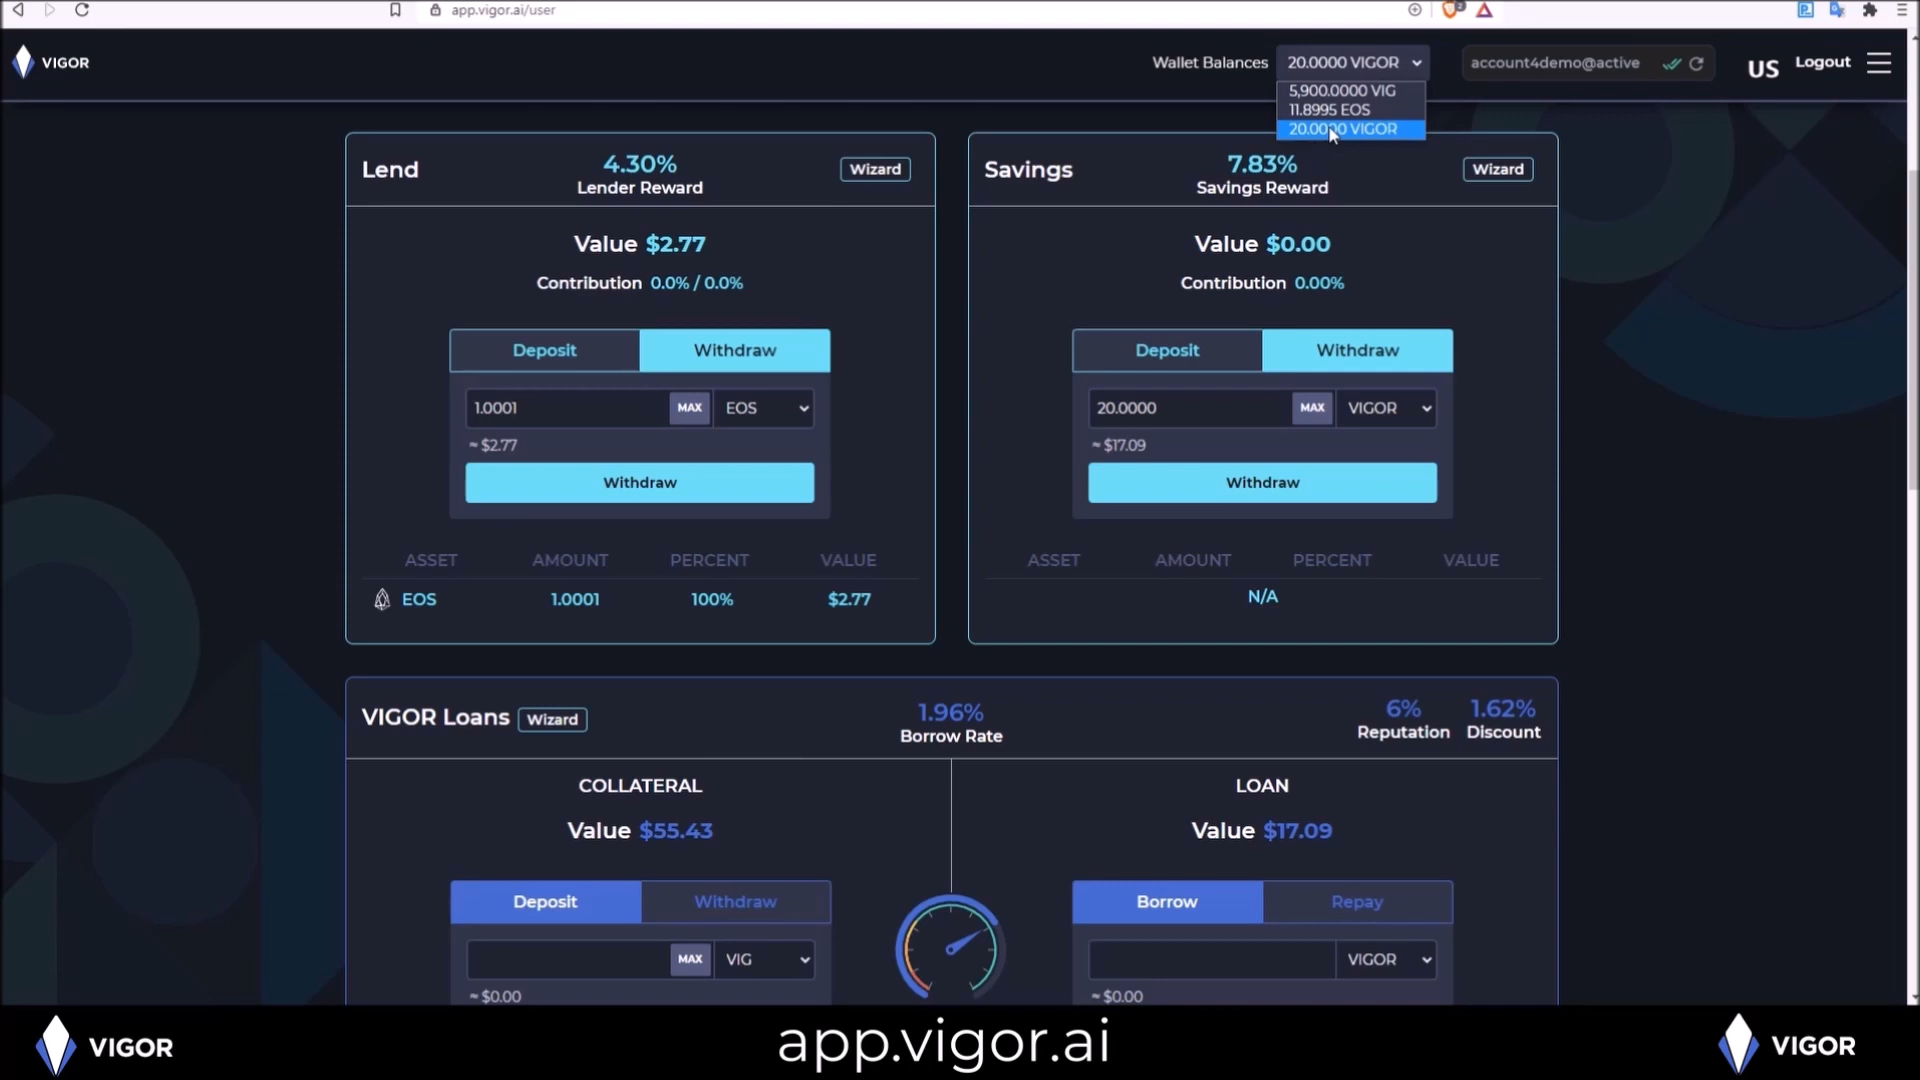 app.vigor.ai/user
VIGOR
Wallet Balances
20.0000 VIGOR
account4demo@active
US
Logout
5,900.0000 VIG
11.8995 EOS
20.0000 VIGOR
Lend
4.30%
Lender Reward
Wizard
Value $2.77
Contribution 0.0% / 0.0%
Deposit
Withdraw
1.0001
MAX
EOS
≈ $2.77
Withdraw
ASSET AMOUNT PERCENT VALUE
EOS 1.0001 100% $2.77
Savings
7.83%
Savings Reward
Wizard
Value $0.00
Contribution 0.00%
Deposit
Withdraw
20.0000
MAX
VIGOR
≈ $17.09
Withdraw
ASSET AMOUNT PERCENT VALUE
N/A
VIGOR Loans
Wizard
1.96%
Borrow Rate
6%
Reputation
1.62%
Discount
COLLATERAL
Value $55.43
Deposit
Withdraw
MAX
VIG
≈ $0.00
LOAN
Value $17.09
Borrow
Repay
VIGOR
≈ $0.00
VIGOR
app.vigor.ai
VIGOR